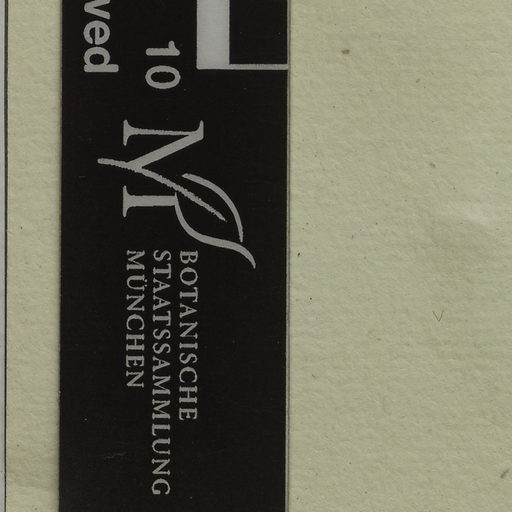 ved
10
M
BOTANISCHE
STAATSSAMMLUNG
MÜNCHEN